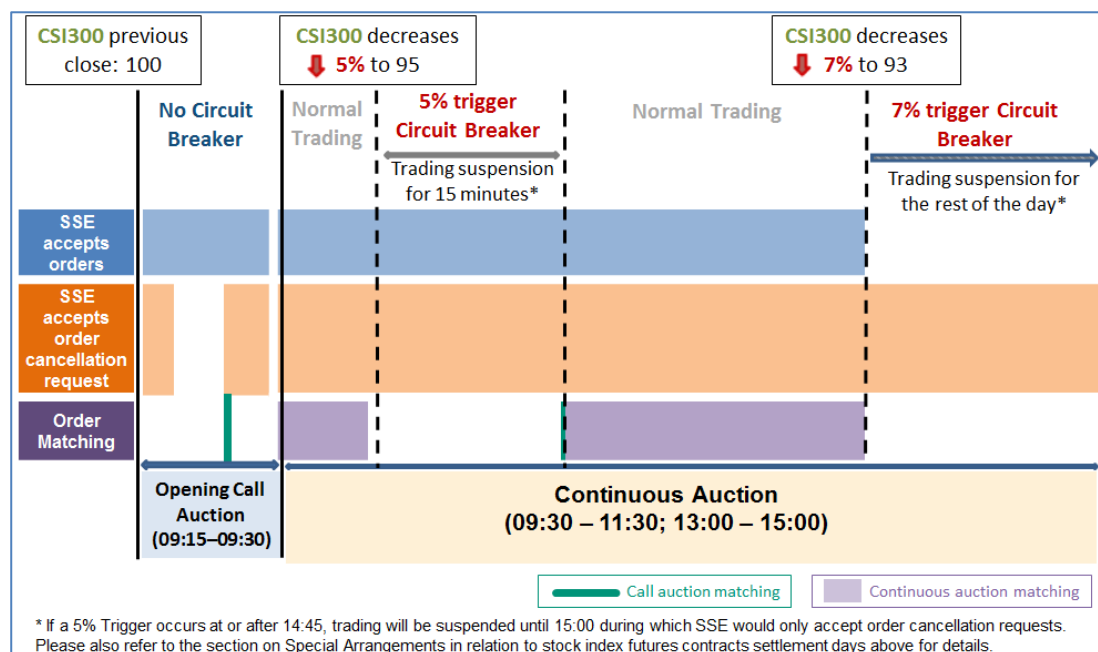 CSI300 previous
close: 100
CSI300 decreases
5% to 95
CSI300 decreases
7% to 93
No Circuit
Breaker
Normal
Trading
5% trigger
Circuit Breaker
Normal Trading
7% trigger Circuit
Breaker
Trading suspension
for 15 minutes*
Trading suspension for
the rest of the day*
SSE
accepts
orders
SSE
accepts
order
cancellation
request
Order
Matching
Opening Call
Auction
(09:15–09:30)
Continuous Auction
(09:30 – 11:30; 13:00 – 15:00)
Call auction matching
Continuous auction matching
* If a 5% Trigger occurs at or after 14:45, trading will be suspended until 15:00 during which SSE would only accept order cancellation requests.
Please also refer to the section on Special Arrangements in relation to stock index futures contracts settlement days above for details.